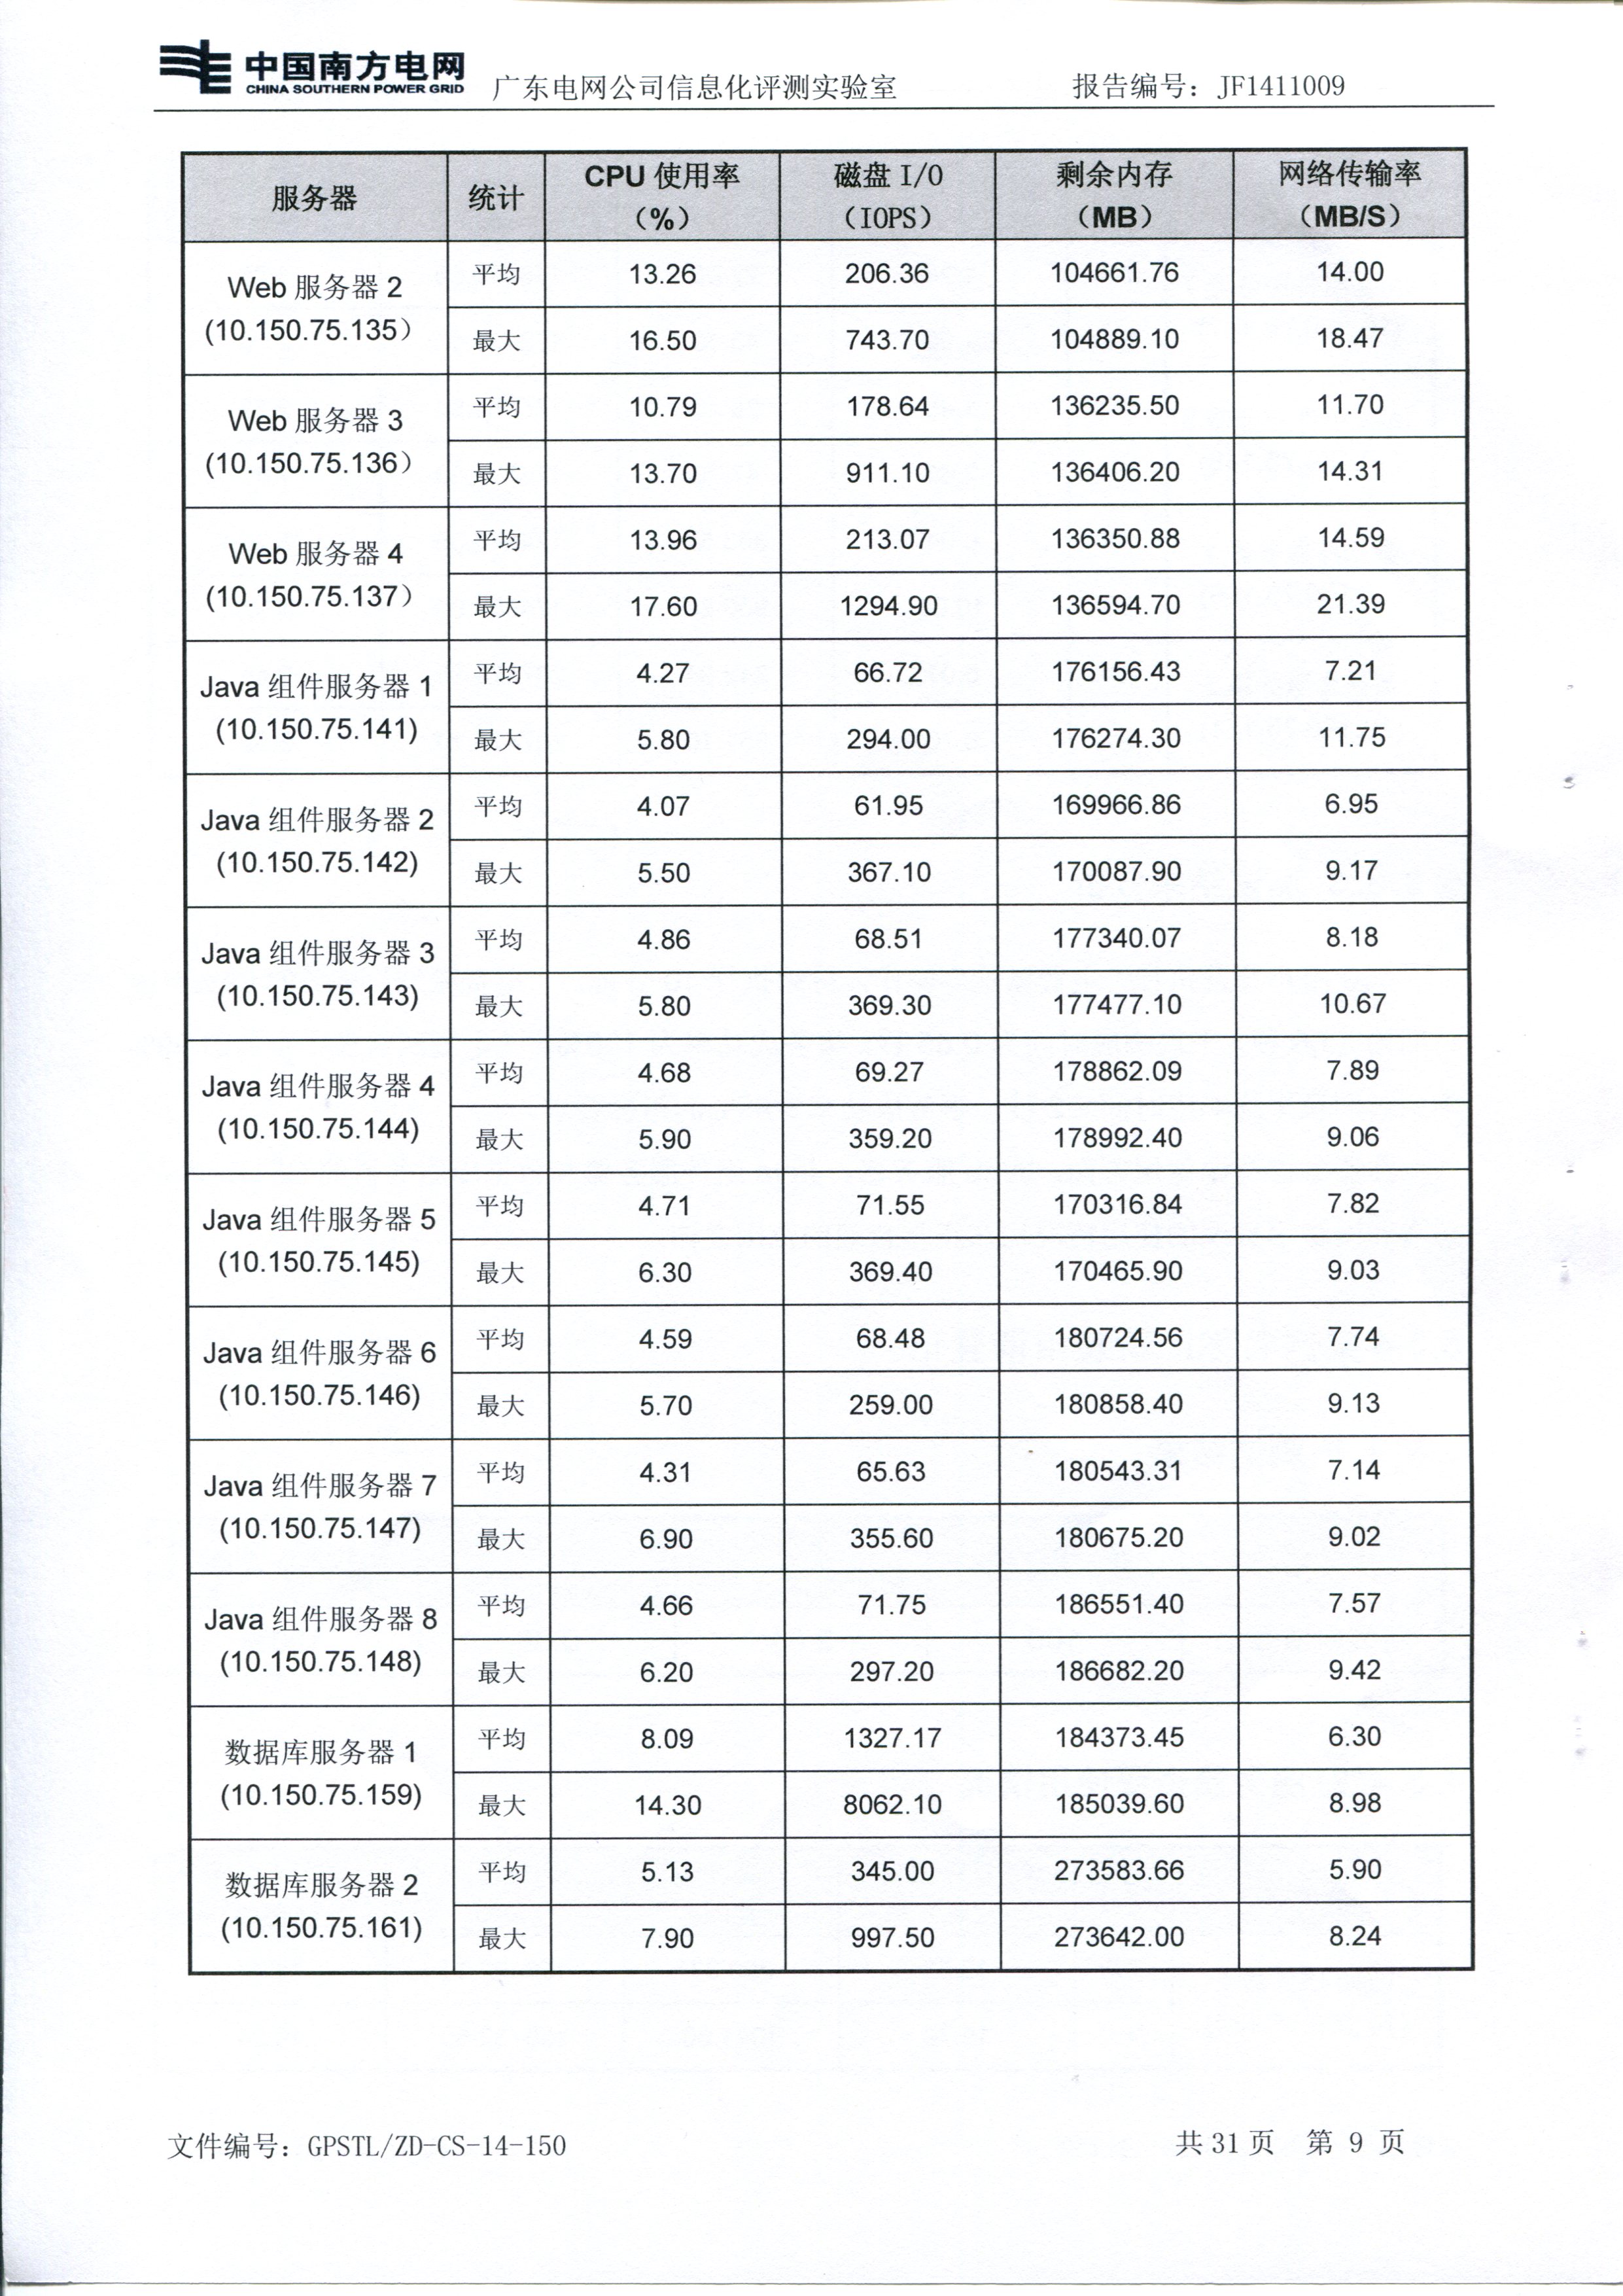 中国南方电网
CHINA SOUTHERN POWER GRID
广东电网公司信息化评测实验室 报告编号：JF1411009
服务器 统计 CPU 使用率（%） 磁盘 I/O（IOPS） 剩余内存（MB） 网络传输率（MB/S）
Web 服务器 2
(10.150.75.135）
平均 13.26 206.36 104661.76 14.00
最大 16.50 743.70 104889.10 18.47
Web 服务器 3
(10.150.75.136）
平均 10.79 178.64 136235.50 11.70
最大 13.70 911.10 136406.20 14.31
Web 服务器 4
(10.150.75.137）
平均 13.96 213.07 136350.88 14.59
最大 17.60 1294.90 136594.70 21.39
Java 组件服务器 1
(10.150.75.141)
平均 4.27 66.72 176156.43 7.21
最大 5.80 294.00 176274.30 11.75
Java 组件服务器 2
(10.150.75.142)
平均 4.07 61.95 169966.86 6.95
最大 5.50 367.10 170087.90 9.17
Java 组件服务器 3
(10.150.75.143)
平均 4.86 68.51 177340.07 8.18
最大 5.80 369.30 177477.10 10.67
Java 组件服务器 4
(10.150.75.144)
平均 4.68 69.27 178862.09 7.89
最大 5.90 359.20 178992.40 9.06
Java 组件服务器 5
(10.150.75.145)
平均 4.71 71.55 170316.84 7.82
最大 6.30 369.40 170465.90 9.03
Java 组件服务器 6
(10.150.75.146)
平均 4.59 68.48 180724.56 7.74
最大 5.70 259.00 180858.40 9.13
Java 组件服务器 7
(10.150.75.147)
平均 4.31 65.63 180543.31 7.14
最大 6.90 355.60 180675.20 9.02
Java 组件服务器 8
(10.150.75.148)
平均 4.66 71.75 186551.40 7.57
最大 6.20 297.20 186682.20 9.42
数据库服务器 1
(10.150.75.159)
平均 8.09 1327.17 184373.45 6.30
最大 14.30 8062.10 185039.60 8.98
数据库服务器 2
(10.150.75.161)
平均 5.13 345.00 273583.66 5.90
最大 7.90 997.50 273642.00 8.24
文件编号：GPSTL/ZD-CS-14-150 共 31 页 第 9 页